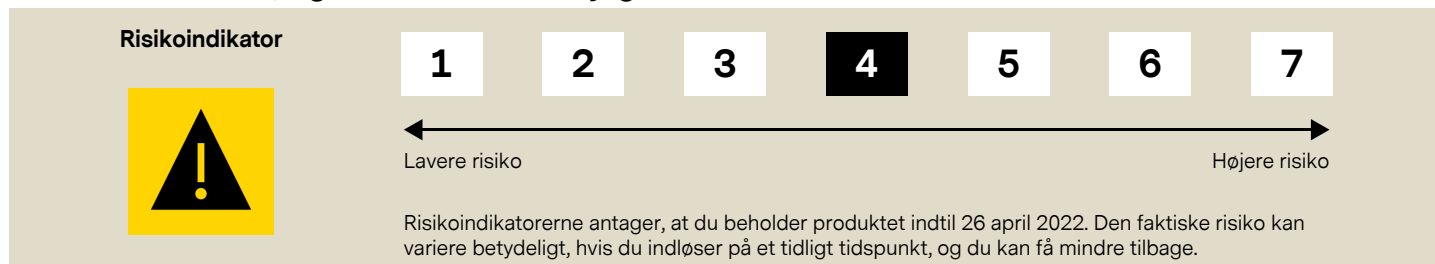 Risikoindikator
1 2 3 4 5 6 7
Lavere risiko Højere risiko
Risikoindikatorerne antager, at du beholder produktet indtil 26 april 2022. Den faktiske risiko kan
variere betydeligt, hvis du indløser på et tidligt tidspunkt, og du kan få mindre tilbage.